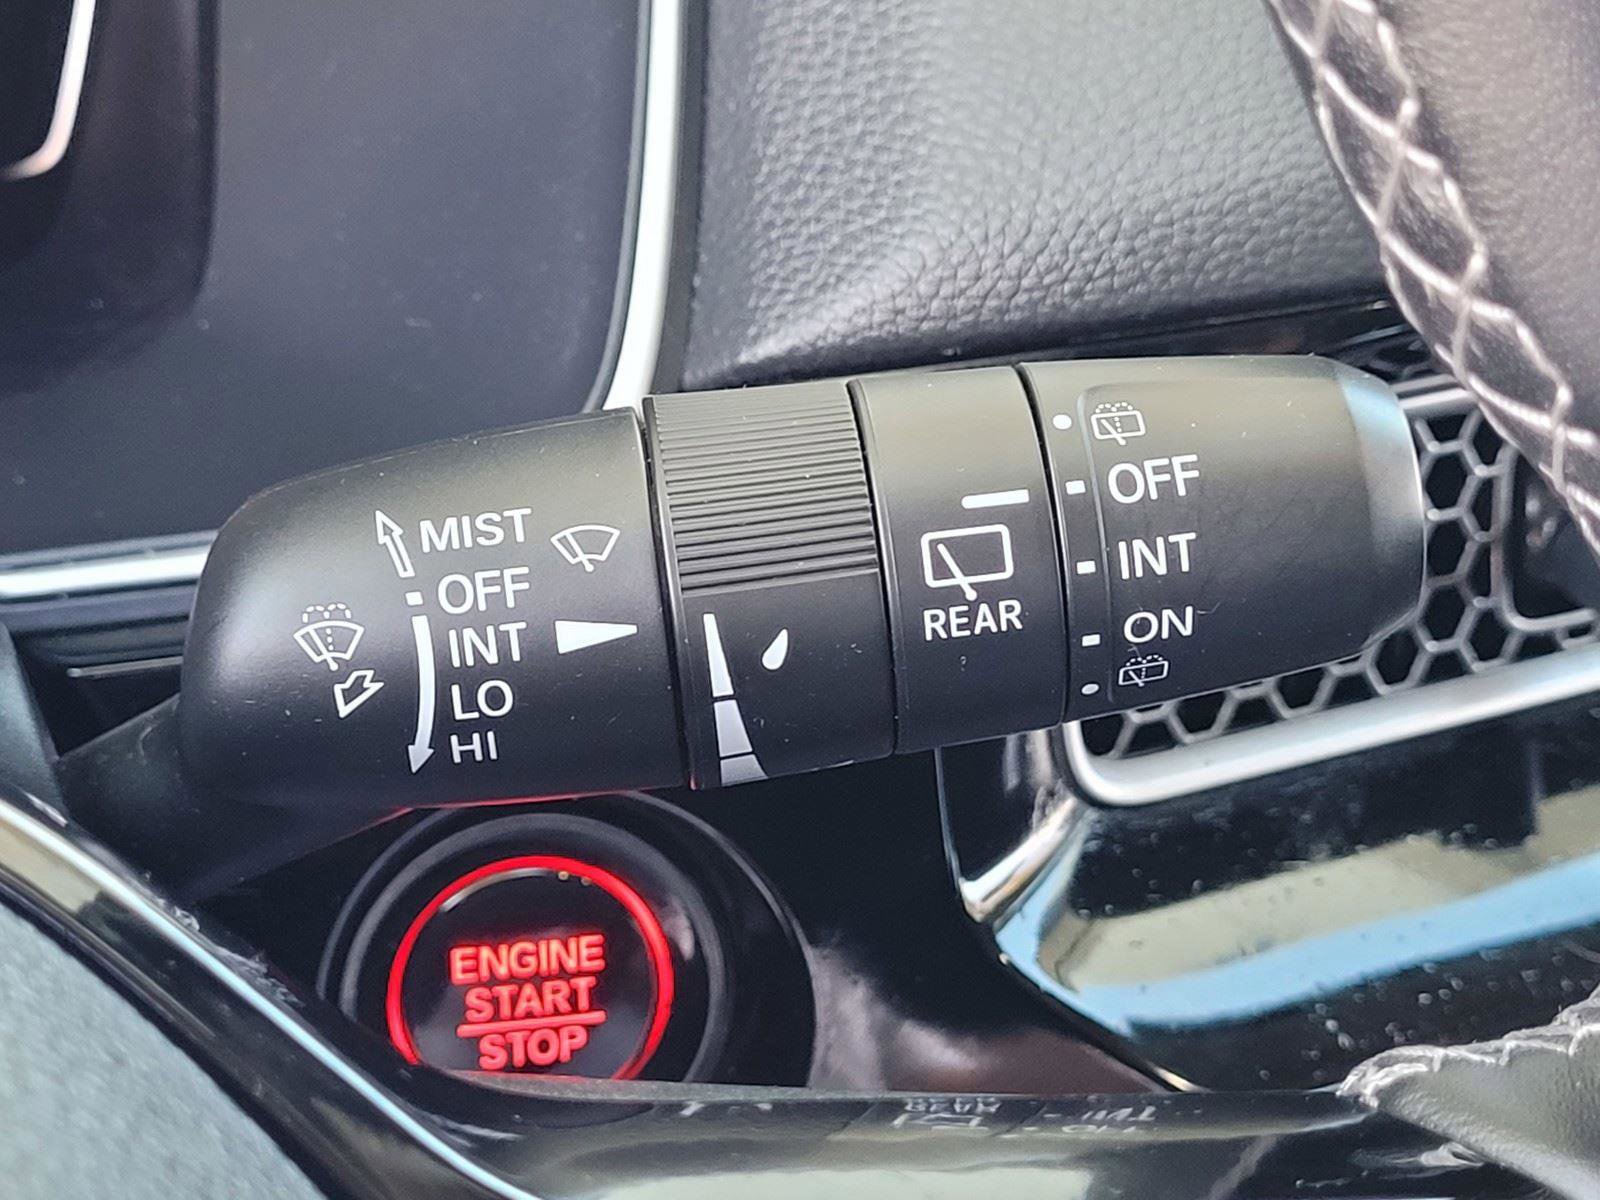 MIST
OFF
INT
LO
HI
REAR
OFF
INT
ON
ENGINE
START
STOP